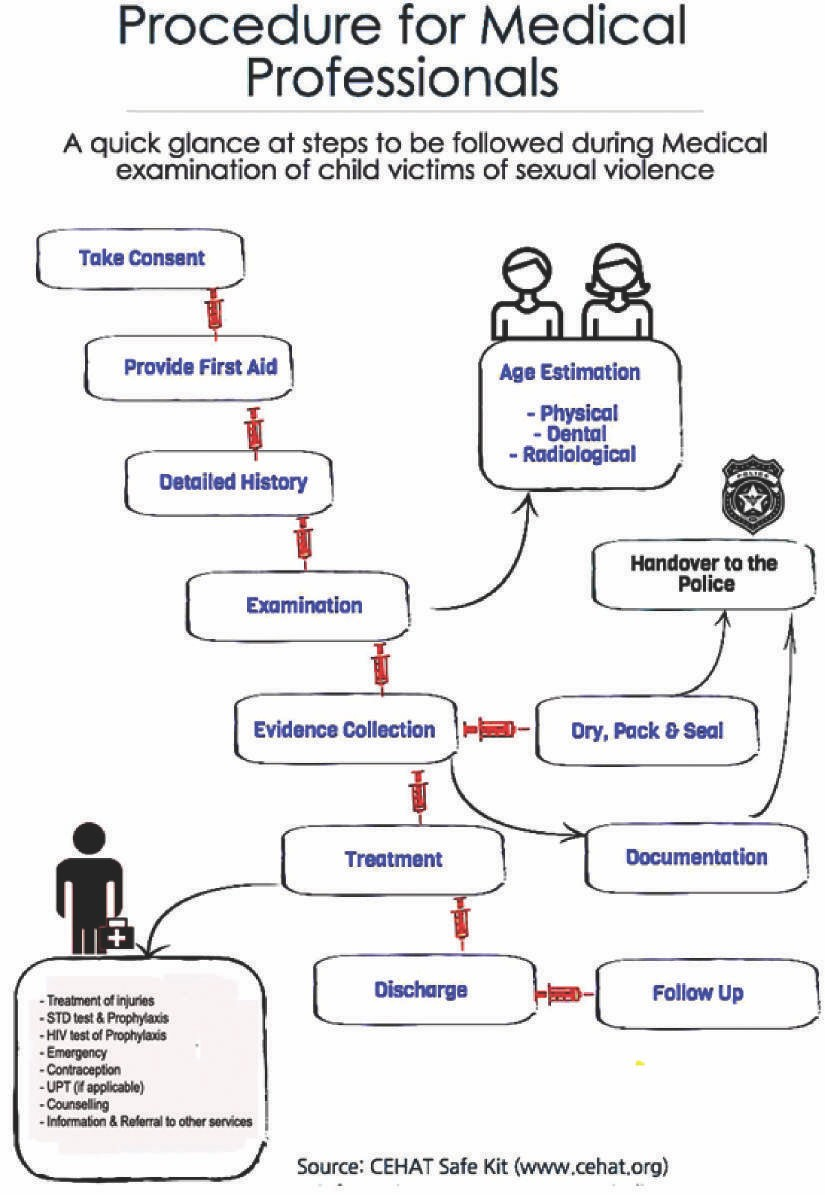 Procedure for Medical
Professionals
A quick glance at steps to be followed during Medical
examination of child victims of sexual violence
Take Consent
Provide First Aid
Age Estimation
- Physical
- Dental
- Radiological
Detailed History
POLICE
Handover to the
Police
Examination
Evidence Collection
Dry, Pack & Seal
Treatment
Documentation
Discharge
Follow Up
- Treatment of injuries
- STD test & Prophylaxis
- HIV test of Prophylaxis
- Emergency
- Contraception
- UPT (if applicable)
- Counselling
- Information & Referral to other services
Source: CEHAT Safe Kit (www.cehat.org)